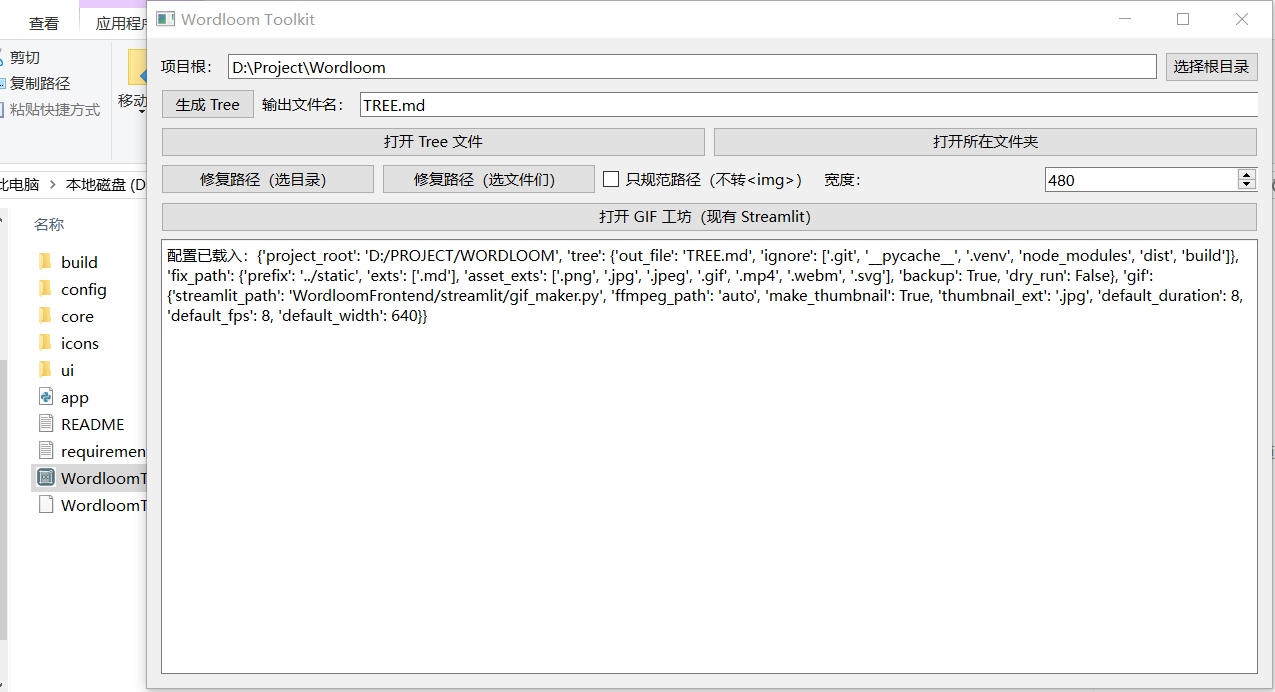 查看
应用程序
Wordloom Toolkit
剪切
复制路径
粘贴快捷方式
移动
此电脑
本地磁盘 (D
名称
build
config
core
icons
ui
app
README
requiremen
WordloomT
WordloomT
项目根：
D:\Project\Wordloom
选择根目录
生成 Tree
输出文件名：
TREE.md
打开 Tree 文件
打开所在文件夹
修复路径（选目录）
修复路径（选文件们）
只规范路径（不转<img>）
宽度：
480
打开 GIF 工坊（现有 Streamlit）
配置已载入：{'project_root': 'D:/PROJECT/WORDLOOM', 'tree': {'out_file': 'TREE.md', 'ignore': ['.git', '__pycache__', '.venv', 'node_modules', 'dist', 'build']},
'fix_path': {'prefix': '../static', 'exts': ['.md'], 'asset_exts': ['.png', '.jpg', '.jpeg', '.gif', '.mp4', '.webm', '.svg'], 'backup': True, 'dry_run': False}, 'gif':
{'streamlit_path': 'WordloomFrontend/streamlit/gif_maker.py', 'ffmpeg_path': 'auto', 'make_thumbnail': True, 'thumbnail_ext': '.jpg', 'default_duration': 8,
'default_fps': 8, 'default_width': 640}}